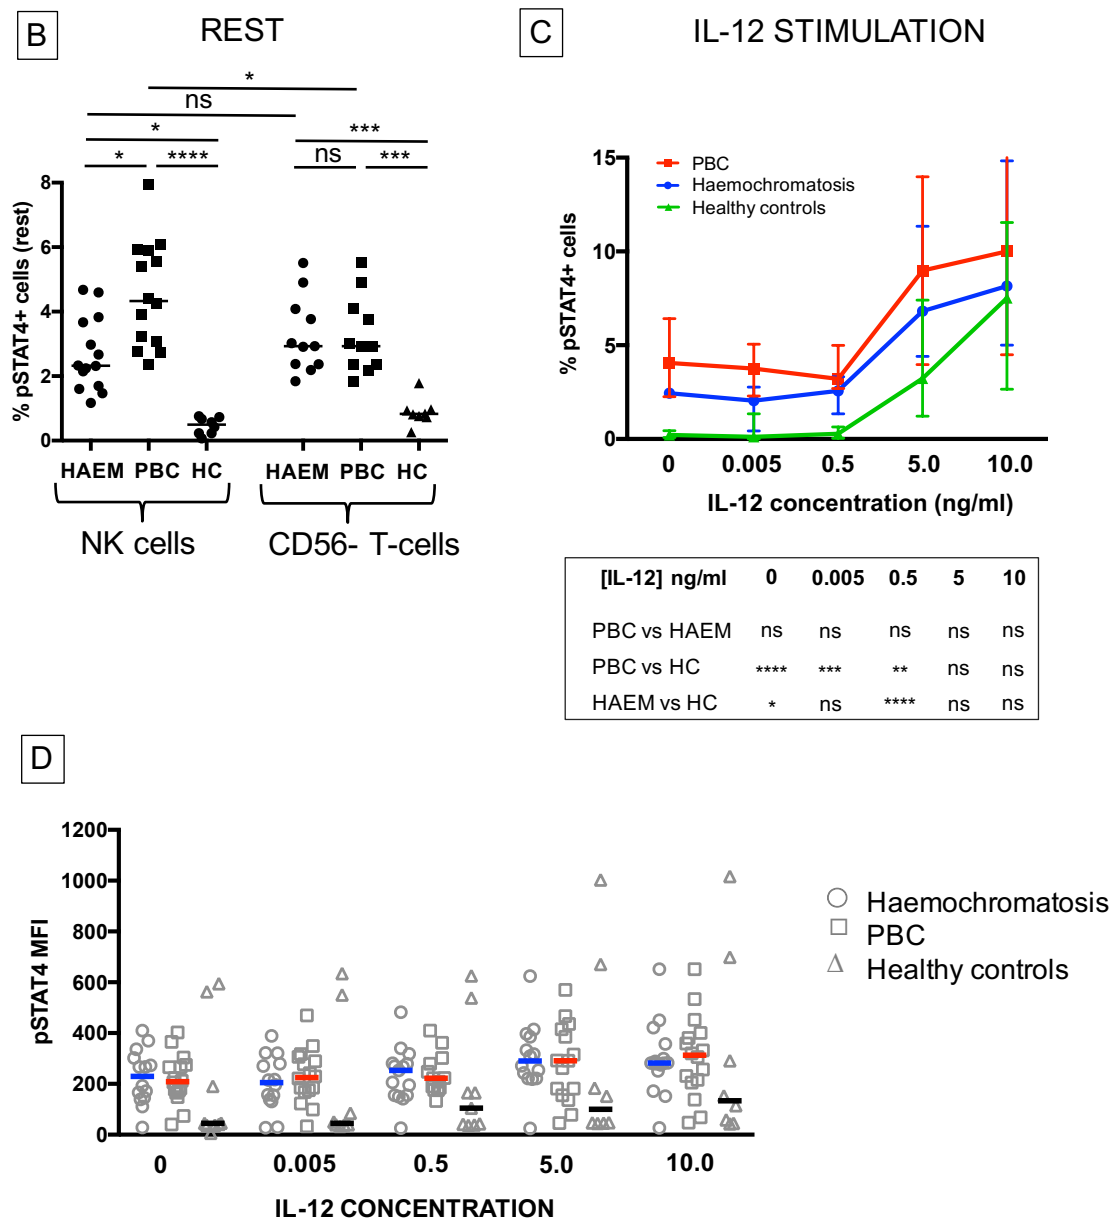 B
REST
*
ns
*
***
*
****
ns
***
8
6
4
2
0
% pSTAT4+ cells (rest)
HAEM PBC HC HAEM PBC HC
NK cells
CD56- T-cells
C
IL-12 STIMULATION
PBC
Haemochromatosis
Healthy controls
15
10
5
0
% pSTAT4+ cells
0 0.005 0.5 5.0 10.0
IL-12 concentration (ng/ml)
[IL-12] ng/ml 0 0.005 0.5 5 10
PBC vs HAEM ns ns ns ns ns
PBC vs HC **** *** ** ns ns
HAEM vs HC * ns **** ns ns
D
1200
1000
800
600
400
200
0
pSTAT4 MFI
0 0.005 0.5 5.0 10.0
IL-12 CONCENTRATION
Haemochromatosis
PBC
Healthy controls